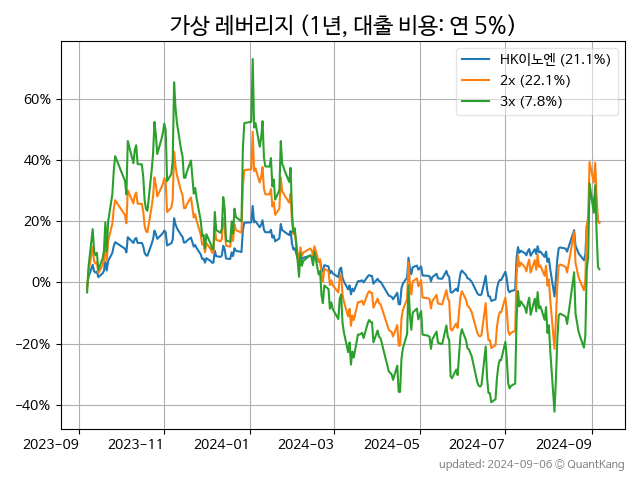 가상 레버리지 (1년, 대출 비용: 연 5%)
HK이노엔 (21.1%)
2x (22.1%)
3x (7.8%)
60%
40%
20%
0%
−20%
−40%
2023-09 2023-11 2024-01 2024-03 2024-05 2024-07 2024-09
updated: 2024-09-06 © QuantKang